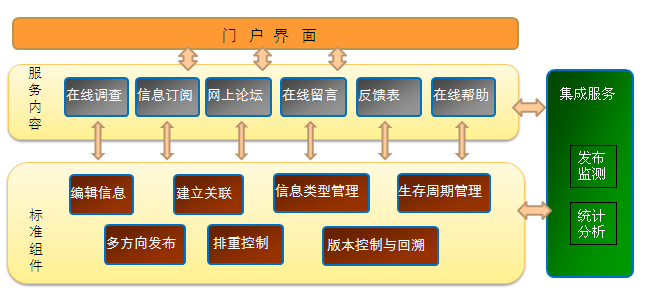 门 户 界 面
服务内容
在线调查
信息订阅
网上论坛
在线留言
反馈表
在线帮助
标准组件
编辑信息
建立关联
信息类型管理
生存周期管理
多方向发布
排重控制
版本控制与回溯
集成服务
发布
监测
统计
分析